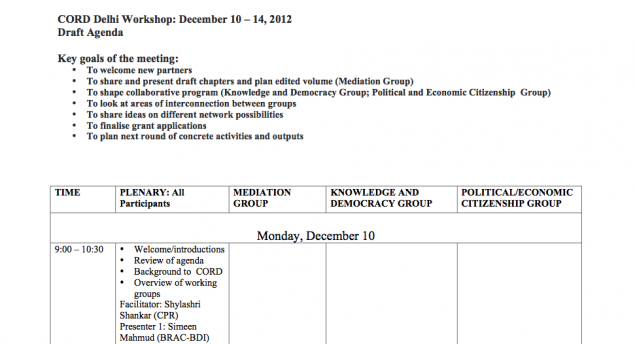 CORD Delhi Workshop: December 10 – 14, 2012
Draft Agenda
Key goals of the meeting:
• To welcome new partners
• To share and present draft chapters and plan edited volume (Mediation Group)
• To shape collaborative program (Knowledge and Democracy Group; Political and Economic Citizenship Group)
• To look at areas of interconnection between groups
• To share ideas on different network possibilities
• To finalise grant applications
• To plan next round of concrete activities and outputs
TIME
PLENARY: All
Participants
MEDIATION
GROUP
KNOWLEDGE AND
DEMOCRACY GROUP
POLITICAL/ECONOMIC
CITIZENSHIP GROUP
Monday, December 10
9:00 – 10:30
• Welcome/introductions
• Review of agenda
• Background to CORD
• Overview of working
groups
Facilitator: Shylashri
Shankar (CPR)
Presenter 1: Simeen
Mahmud (BRAC-BDI)